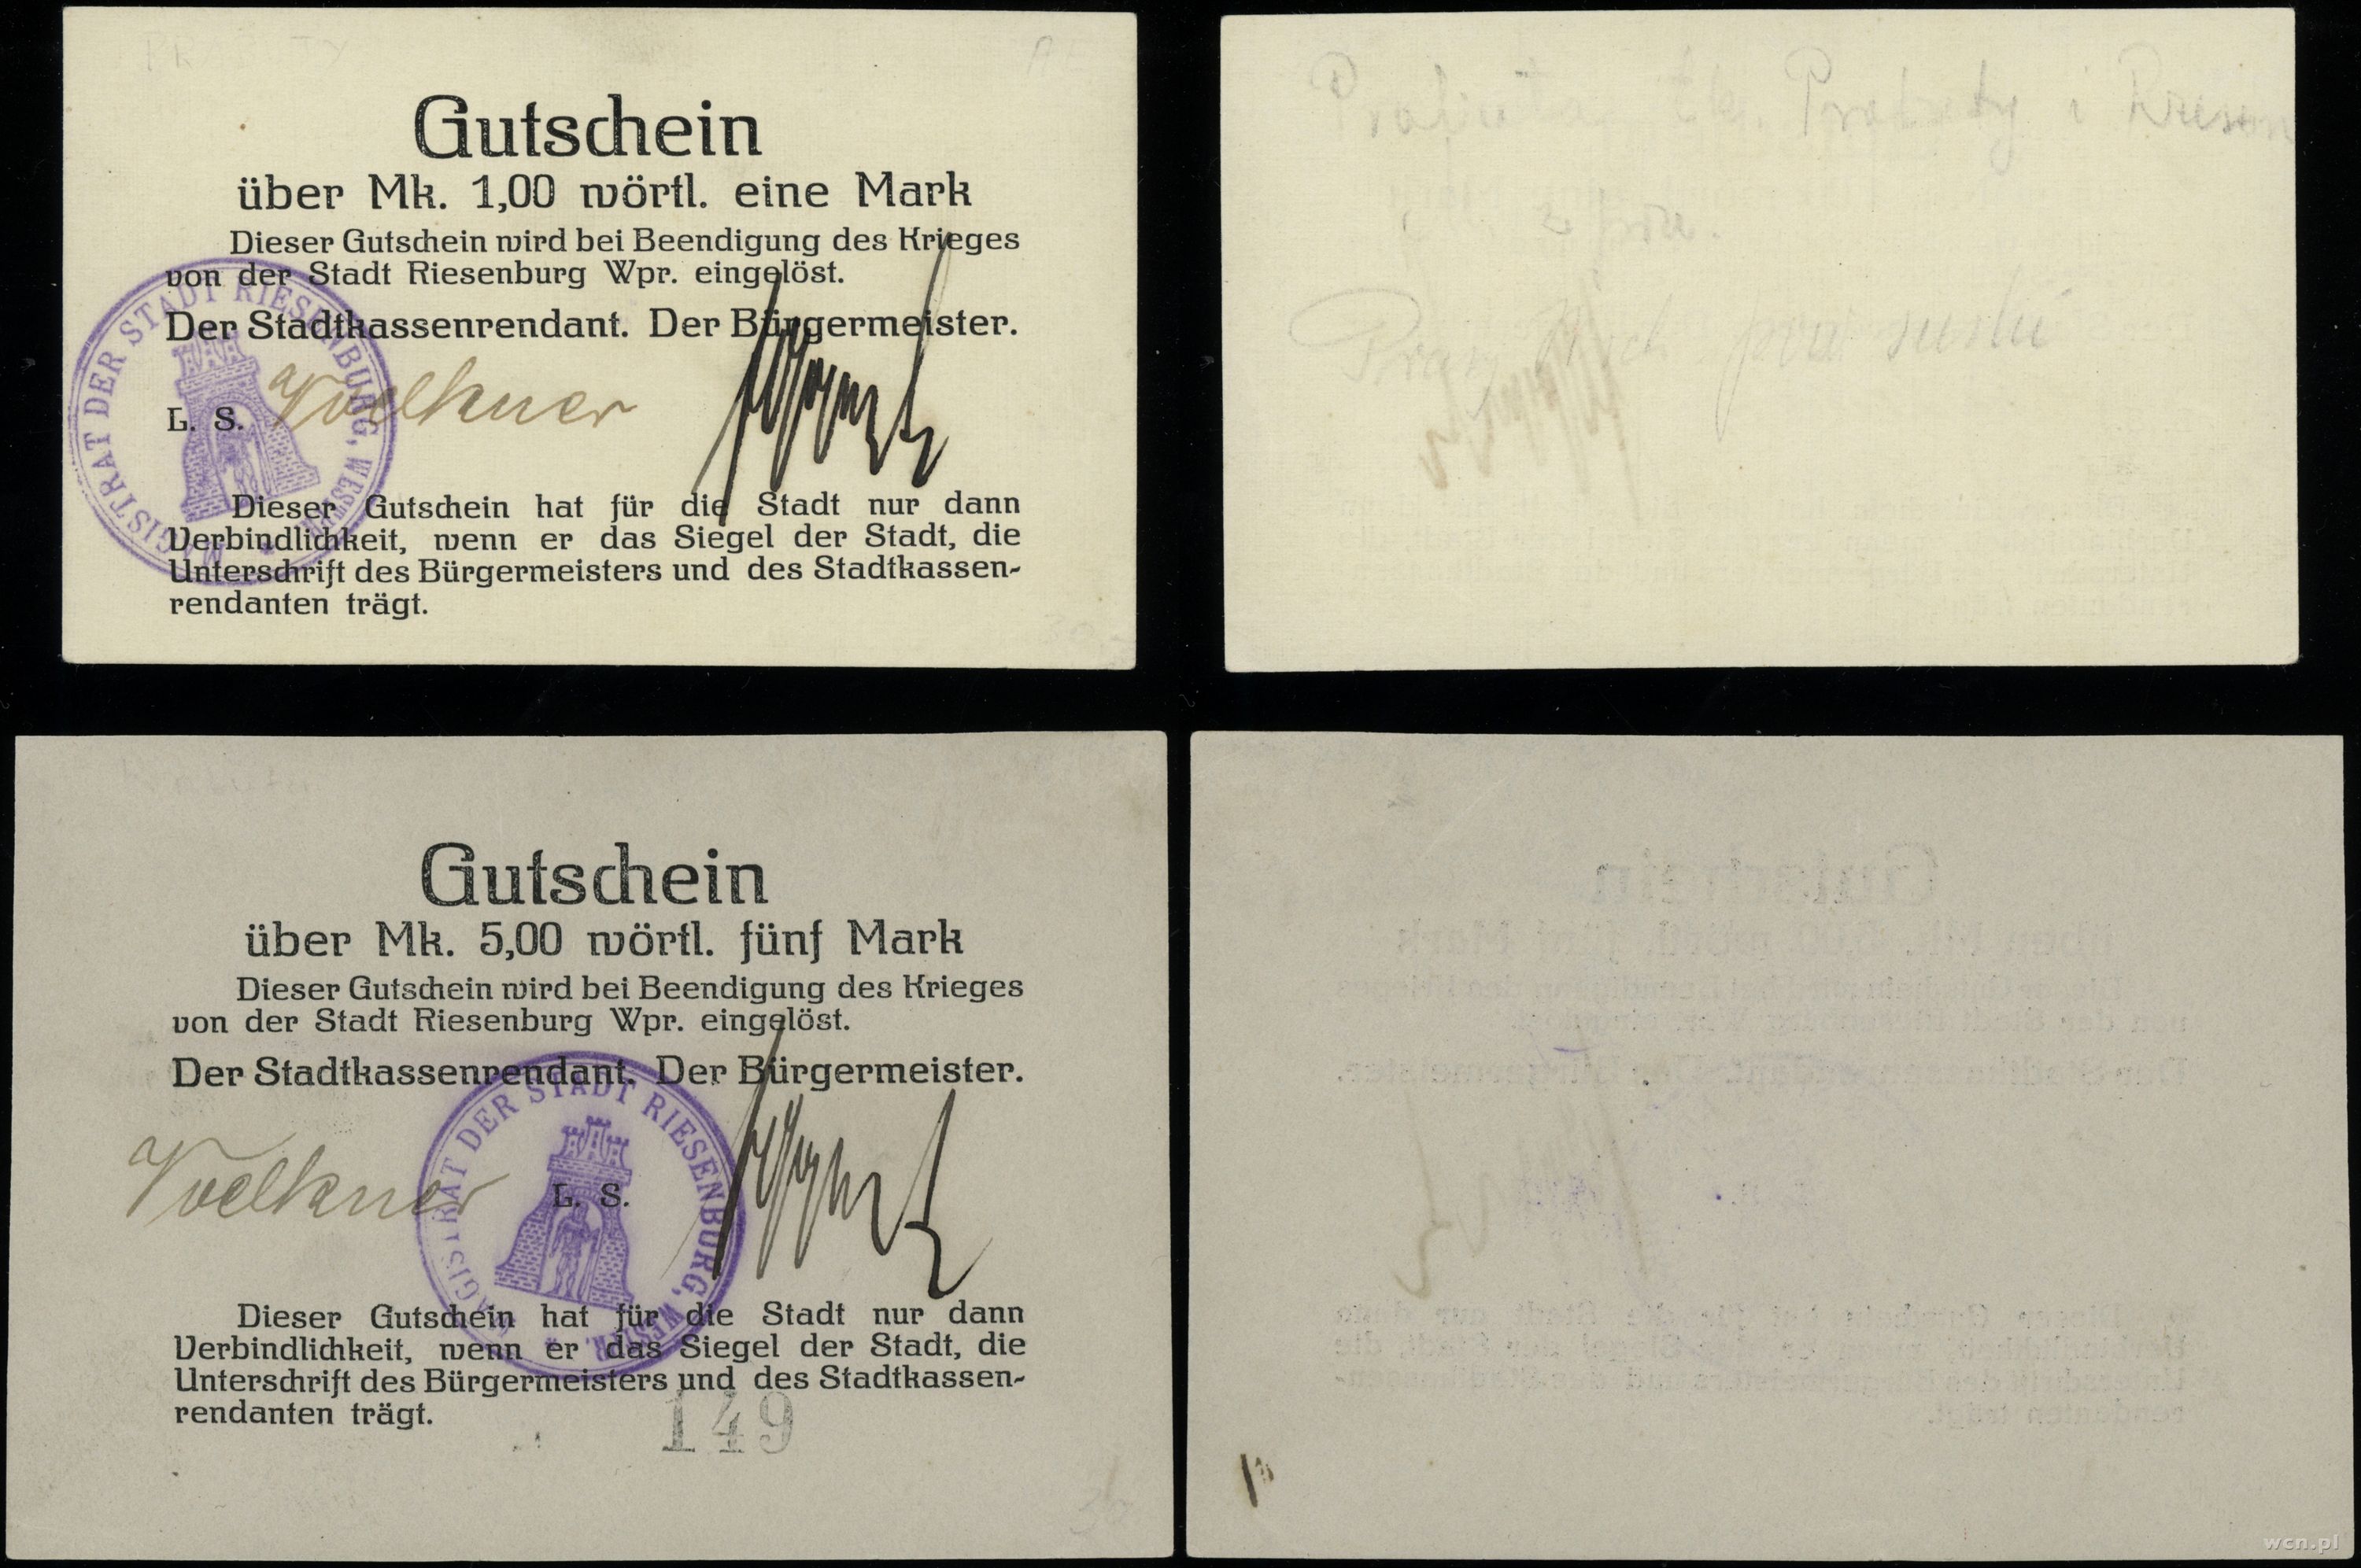 PRABUTY
Gutschein
über Mk. 1,00 wörtl. eine Mark
Dieser Gutschein wird bei Beendigung des Krieges
von der Stadt Riesenburg Wpr. eingelöst.
Der Stadtkassenrendant. Der Bürgermeister.
L. S. Voelkner
MAGISTRAT DER STADT RIESENBURG, WESTPR.
Dieser Gutschein hat für die Stadt nur dann
Verbindlichkeit, wenn er das Siegel der Stadt, die
Unterschrift des Bürgermeisters und des Stadtkassen-
rendanten trägt.
Gutschein
über Mk. 5,00 wörtl. fünf Mark
Dieser Gutschein wird bei Beendigung des Krieges
von der Stadt Riesenburg Wpr. eingelöst.
Der Stadtkassenrendant. Der Bürgermeister.
Voelkner L. S.
MAGISTRAT DER STADT RIESENBURG, WESTPR.
Dieser Gutschein hat für die Stadt nur dann
Verbindlichkeit, wenn er das Siegel der Stadt, die
Unterschrift des Bürgermeisters und des Stadtkassen-
rendanten trägt.
149
wcn.pl